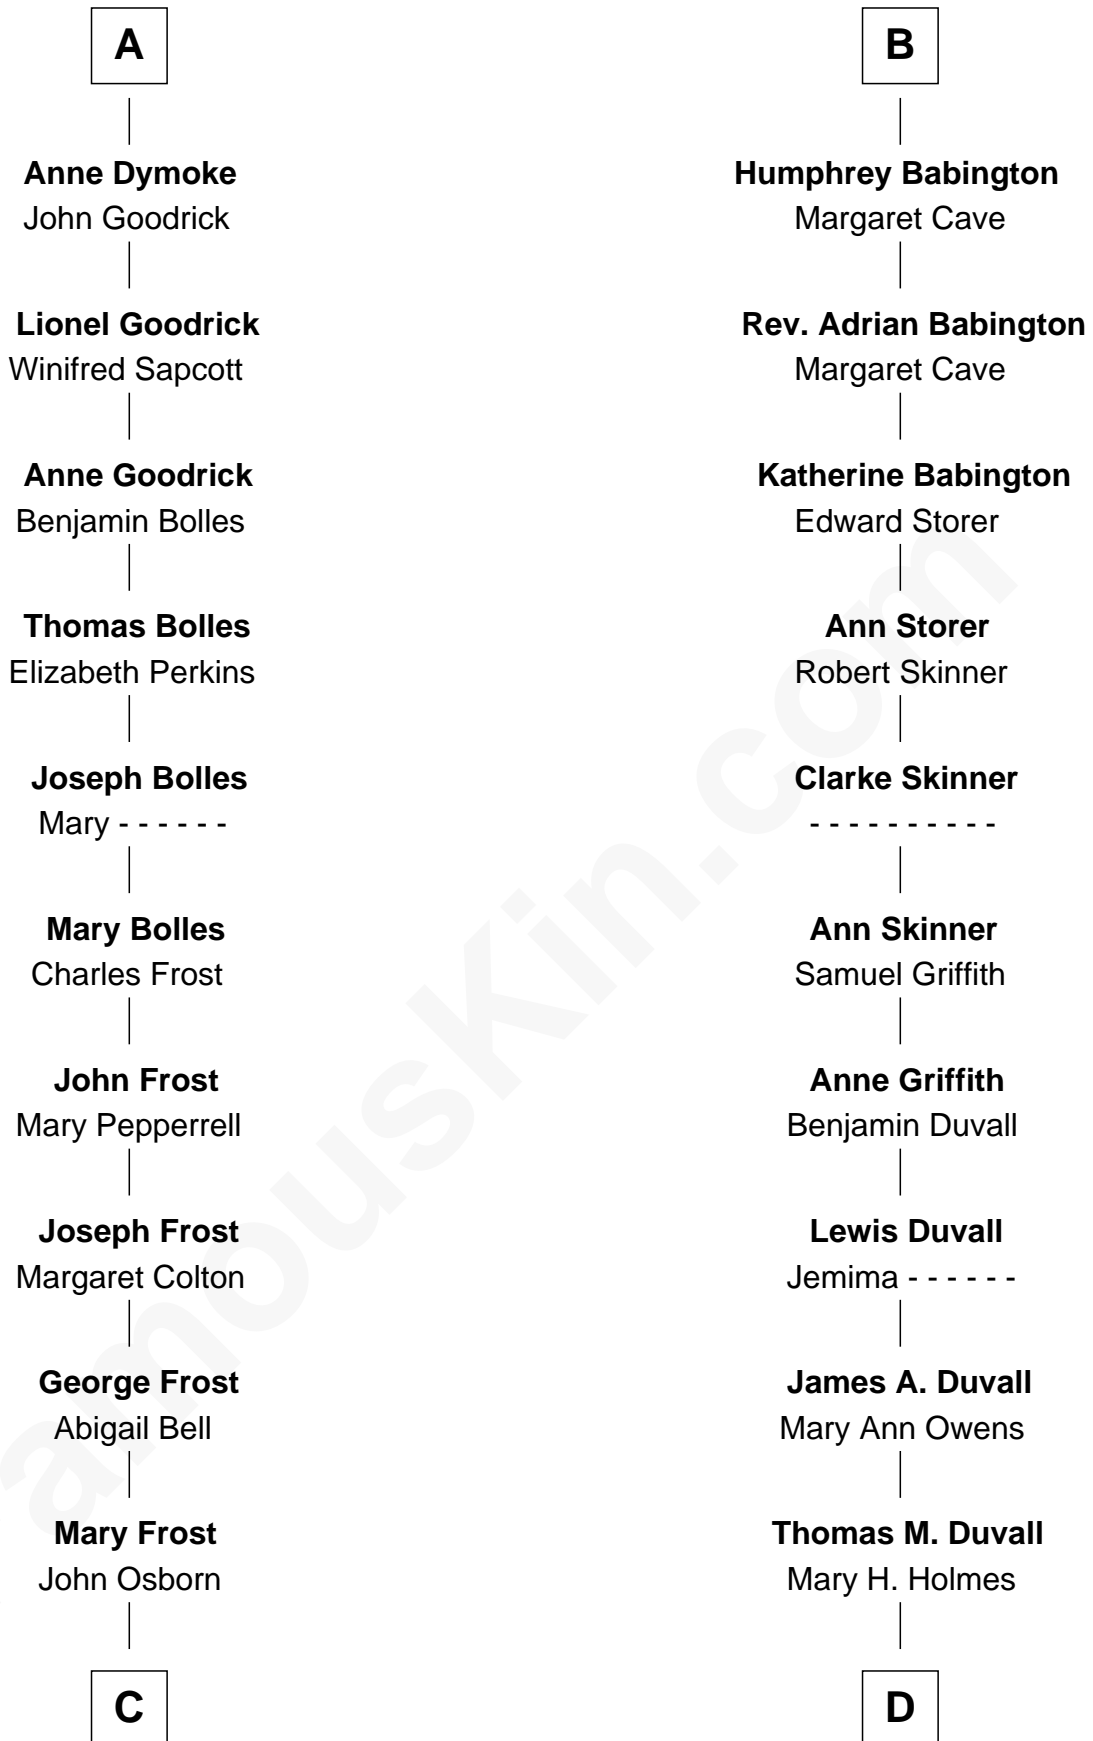 A
Anne Dymoke
John Goodrick
Lionel Goodrick
Winifred Sapcott
Anne Goodrick
Benjamin Bolles
Thomas Bolles
Elizabeth Perkins
Joseph Bolles
Mary - - - - - -
Mary Bolles
Charles Frost
John Frost
Mary Pepperrell
Joseph Frost
Margaret Colton
George Frost
Abigail Bell
Mary Frost
John Osborn
C
B
Humphrey Babington
Margaret Cave
Rev. Adrian Babington
Margaret Cave
Katherine Babington
Edward Storer
Ann Storer
Robert Skinner
Clarke Skinner
- - - - - - - - - -
Ann Skinner
Samuel Griffith
Anne Griffith
Benjamin Duvall
Lewis Duvall
Jemima - - - - - -
James A. Duvall
Mary Ann Owens
Thomas M. Duvall
Mary H. Holmes
D
amousKin.com